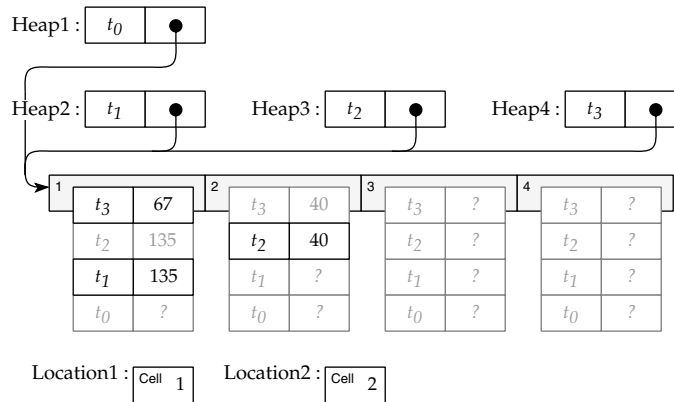 Heap1 : t0
Heap2 : t1 Heap3 : t2 Heap4 : t3
1 2 3 4
t3 67 t3 40 t3 ? t3 ?
t2 135 t2 40 t2 ? t2 ?
t1 135 t1 ? t1 ? t1 ?
t0 ? t0 ? t0 ? t0 ?
Location1 : Cell 1 Location2 : Cell 2